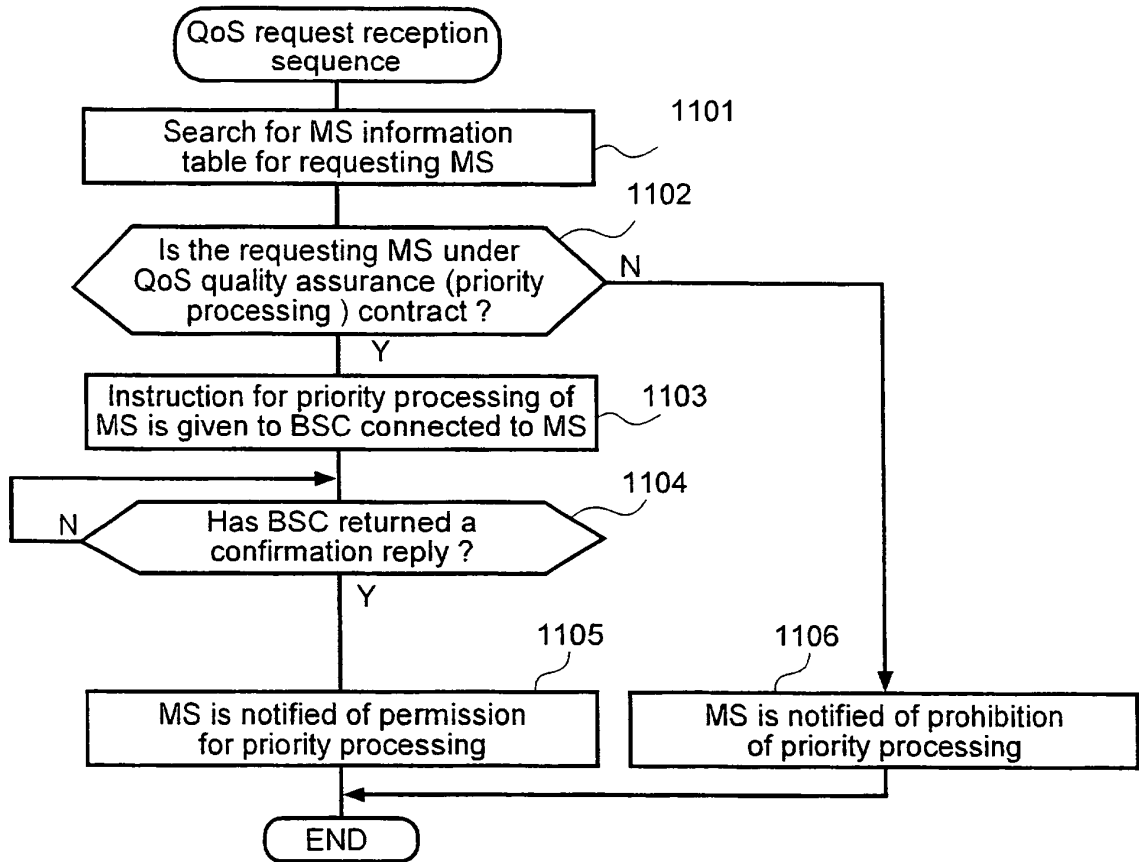 QoS request reception
sequence
1101
Search for MS information
table for requesting MS
1102
Is the requesting MS under
QoS quality assurance (priority
processing ) contract ?
N
Y
1103
Instruction for priority processing of
MS is given to BSC connected to MS
1104
N
Has BSC returned a
confirmation reply ?
Y
1105
MS is notified of permission
for priority processing
1106
MS is notified of prohibition
of priority processing
END